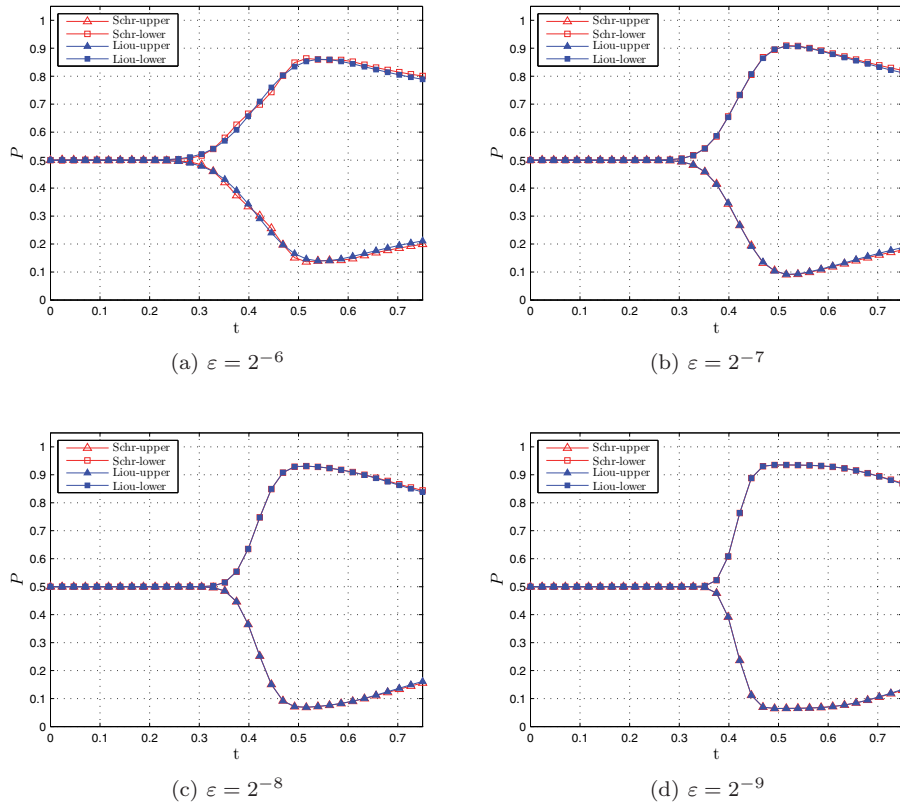 1
0.9
0.8
0.7
0.6
0.5
0.4
0.3
0.2
0.1
0
P
Schr-upper
Schr-lower
Liou-upper
Liou-lower
0 0.1 0.2 0.3 0.4 0.5 0.6 0.7
t
(a) ε = 2⁻⁶
1
0.9
0.8
0.7
0.6
0.5
0.4
0.3
0.2
0.1
0
P
Schr-upper
Schr-lower
Liou-upper
Liou-lower
0 0.1 0.2 0.3 0.4 0.5 0.6 0.7
t
(b) ε = 2⁻⁷
1
0.9
0.8
0.7
0.6
0.5
0.4
0.3
0.2
0.1
0
P
Schr-upper
Schr-lower
Liou-upper
Liou-lower
0 0.1 0.2 0.3 0.4 0.5 0.6 0.7
t
(c) ε = 2⁻⁸
1
0.9
0.8
0.7
0.6
0.5
0.4
0.3
0.2
0.1
0
P
Schr-upper
Schr-lower
Liou-upper
Liou-lower
0 0.1 0.2 0.3 0.4 0.5 0.6 0.7
t
(d) ε = 2⁻⁹